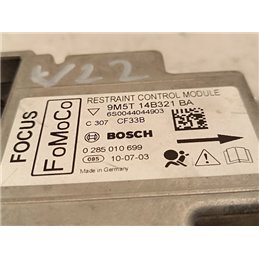 V22
FOCUS
FoMoCo
RESTRAINT CONTROL MODULE
9M5T 14B321 BA
6S0044044903
C 307 CF33B
BOSCH
0 285 010 699
095 10-07-03
Made in Germany